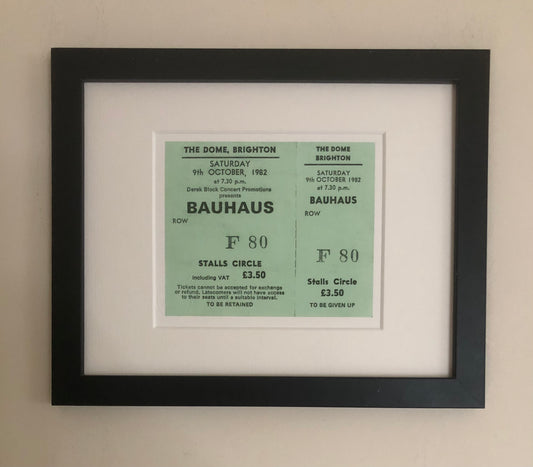 THE DOME, BRIGHTON
SATURDAY
9th OCTOBER, 1982
at 7.30 p.m.
Derek Block Concert Promotions
presents
BAUHAUS
ROW
F 80
STALLS CIRCLE
including VAT £3.50
Tickets cannot be accepted for exchange
or refund. Latecomers will not have access
to their seats until a suitable interval.
TO BE RETAINED
THE DOME
BRIGHTON
SATURDAY
9th OCTOBER 1982
at 7.30 p.m.
BAUHAUS
ROW
F 80
Stalls Circle
£3.50
TO BE GIVEN UP